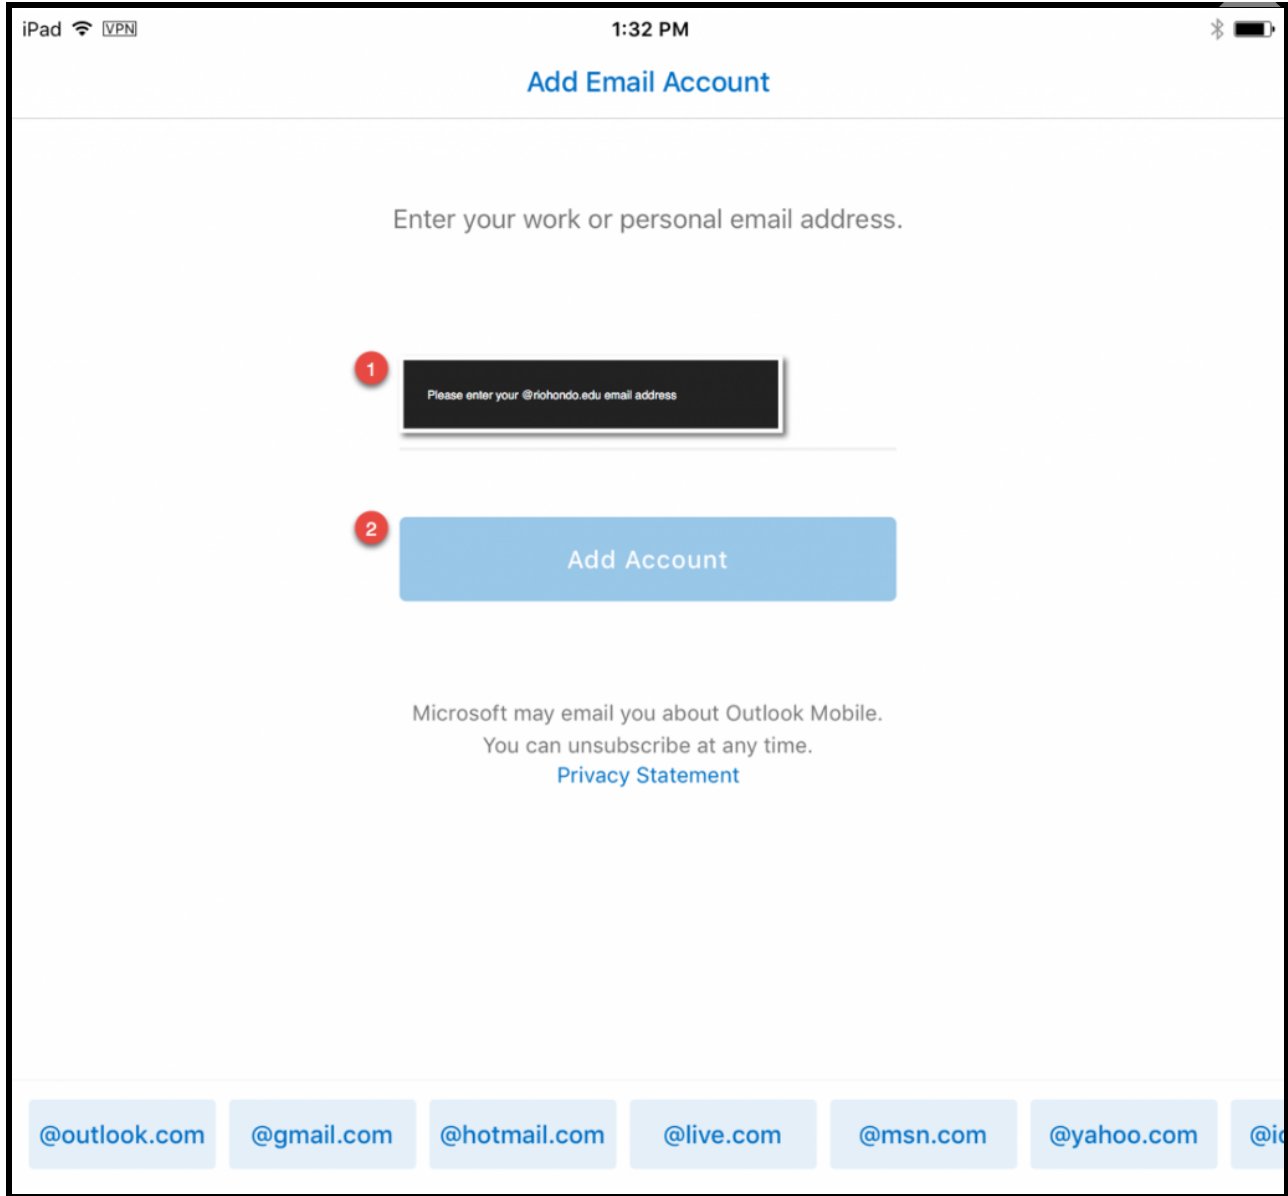 iPad VPN 1:32 PM
Add Email Account
Enter your work or personal email address.
1
Please enter your @riohondo.edu email address
2
Add Account
Microsoft may email you about Outlook Mobile.
You can unsubscribe at any time.
Privacy Statement
@outlook.com @gmail.com @hotmail.com @live.com @msn.com @yahoo.com